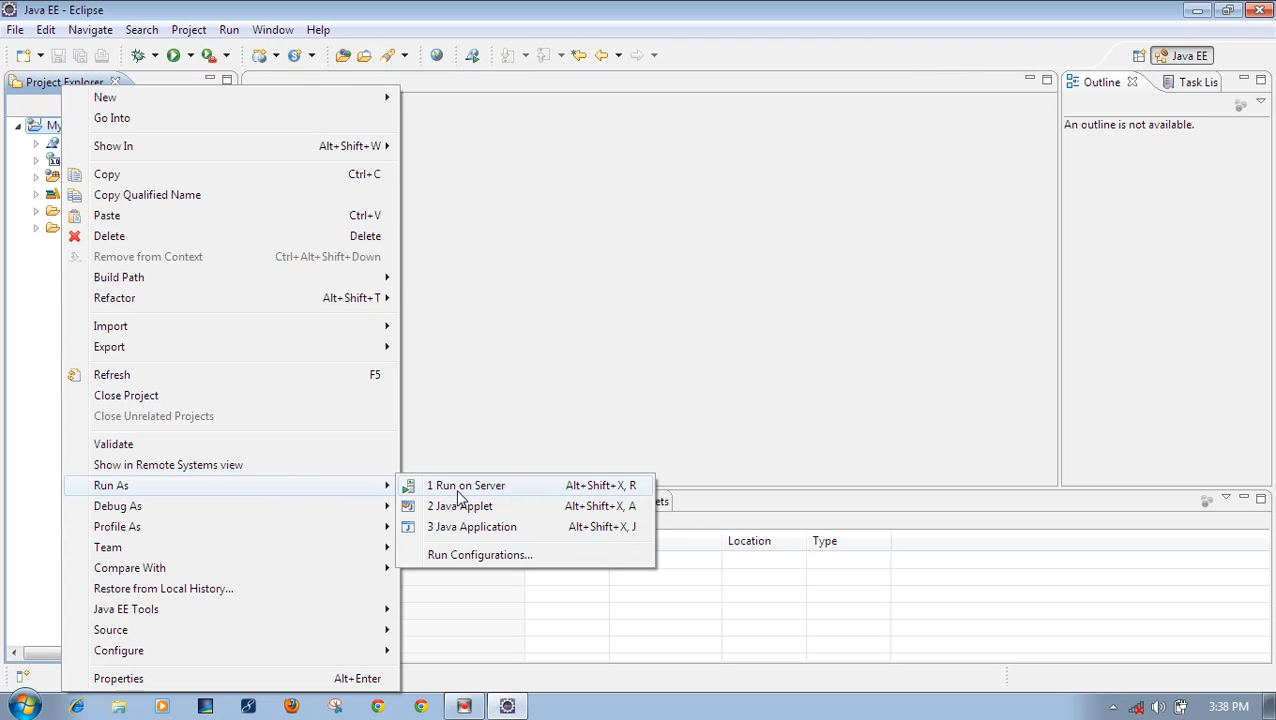 Java EE - Eclipse
File Edit Navigate Search Project Run Window Help
Java EE
Project Explorer
Outline
Task Lis
An outline is not available.
My
New
Go Into
Show In Alt+Shift+W
Copy Ctrl+C
Copy Qualified Name
Paste Ctrl+V
Delete Delete
Remove from Context Ctrl+Alt+Shift+Down
Build Path
Refactor Alt+Shift+T
Import
Export
Refresh F5
Close Project
Close Unrelated Projects
Validate
Show in Remote Systems view
Run As
Debug As
Profile As
Team
Compare With
Restore from Local History...
Java EE Tools
Source
Configure
Properties Alt+Enter
1 Run on Server Alt+Shift+X, R
2 Java Applet Alt+Shift+X, A
3 Java Application Alt+Shift+X, J
Run Configurations...
ets
Location Type
3:38 PM